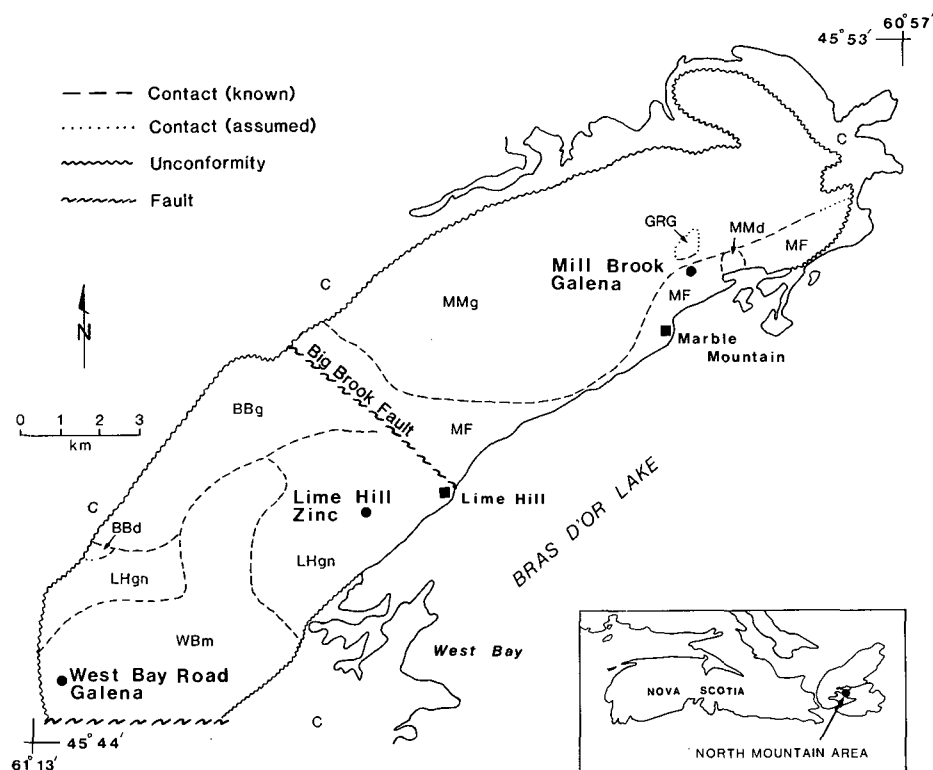 60°57′
45°53′
Contact (known)
Contact (assumed)
Unconformity
Fault
C
GRG
MMd
MF
Mill Brook
Galena
MF
C
MMg
N
Marble
Mountain
Big Brook Fault
BBg
MF
0 1 2 3
km
Lime Hill
Zinc
Lime Hill
C
BBd
BRAS D'OR LAKE
LHgn
LHgn
WBm
West Bay
West Bay Road
Galena
C
NOVA SCOTIA
45°44′
61°13′
NORTH MOUNTAIN AREA